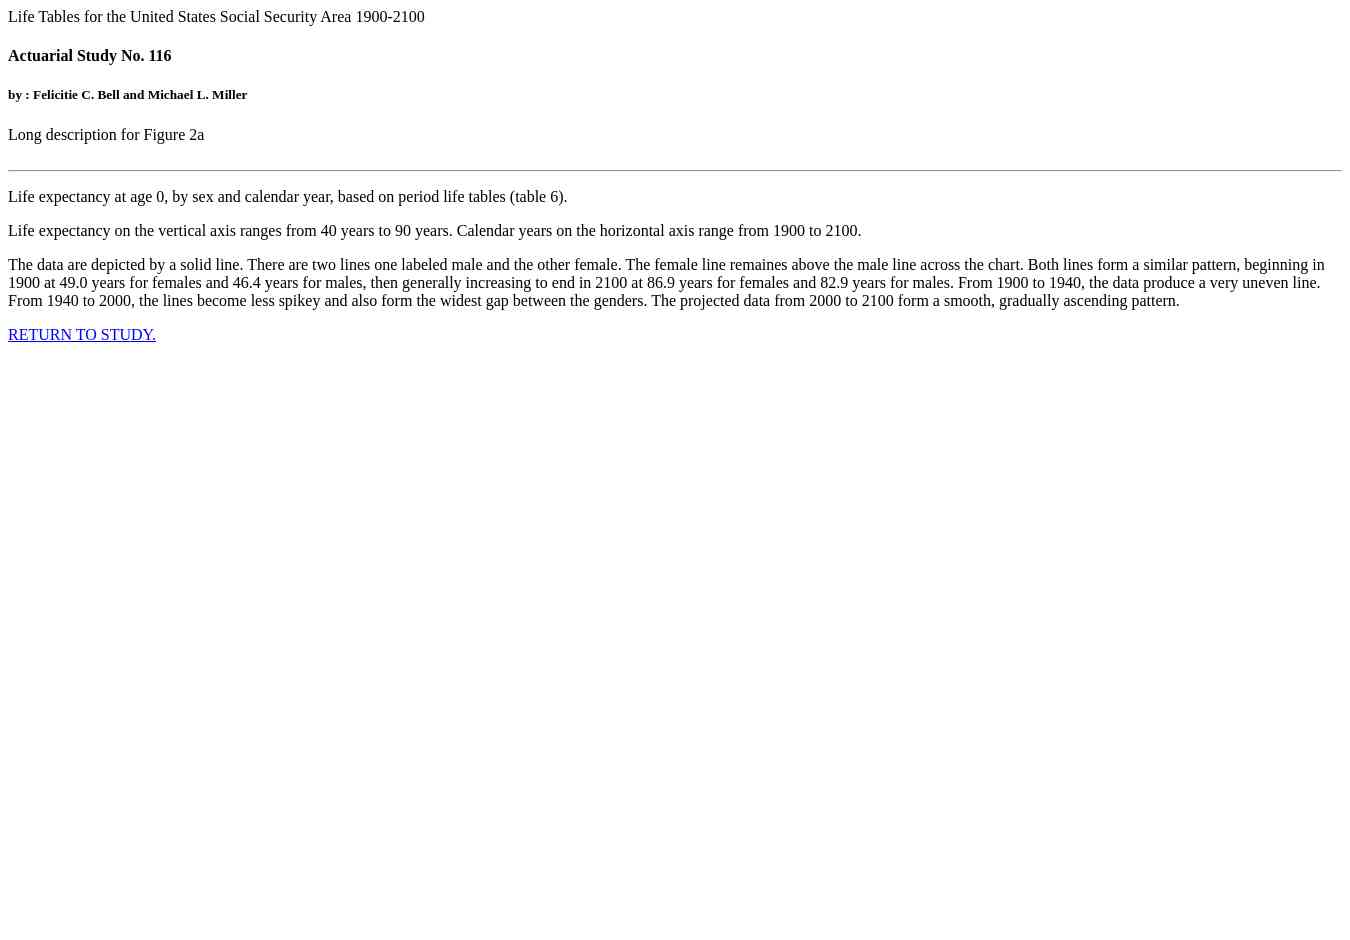 Life Tables for the United States Social Security Area 1900-2100
Actuarial Study No. 116
by : Felicitie C. Bell and Michael L. Miller
Long description for Figure 2a
Life expectancy at age 0, by sex and calendar year, based on period life tables (table 6).
Life expectancy on the vertical axis ranges from 40 years to 90 years. Calendar years on the horizontal axis range from 1900 to 2100.
The data are depicted by a solid line. There are two lines one labeled male and the other female. The female line remaines above the male line across the chart. Both lines form a similar pattern, beginning in
1900 at 49.0 years for females and 46.4 years for males, then generally increasing to end in 2100 at 86.9 years for females and 82.9 years for males. From 1900 to 1940, the data produce a very uneven line.
From 1940 to 2000, the lines become less spikey and also form the widest gap between the genders. The projected data from 2000 to 2100 form a smooth, gradually ascending pattern.
RETURN TO STUDY.